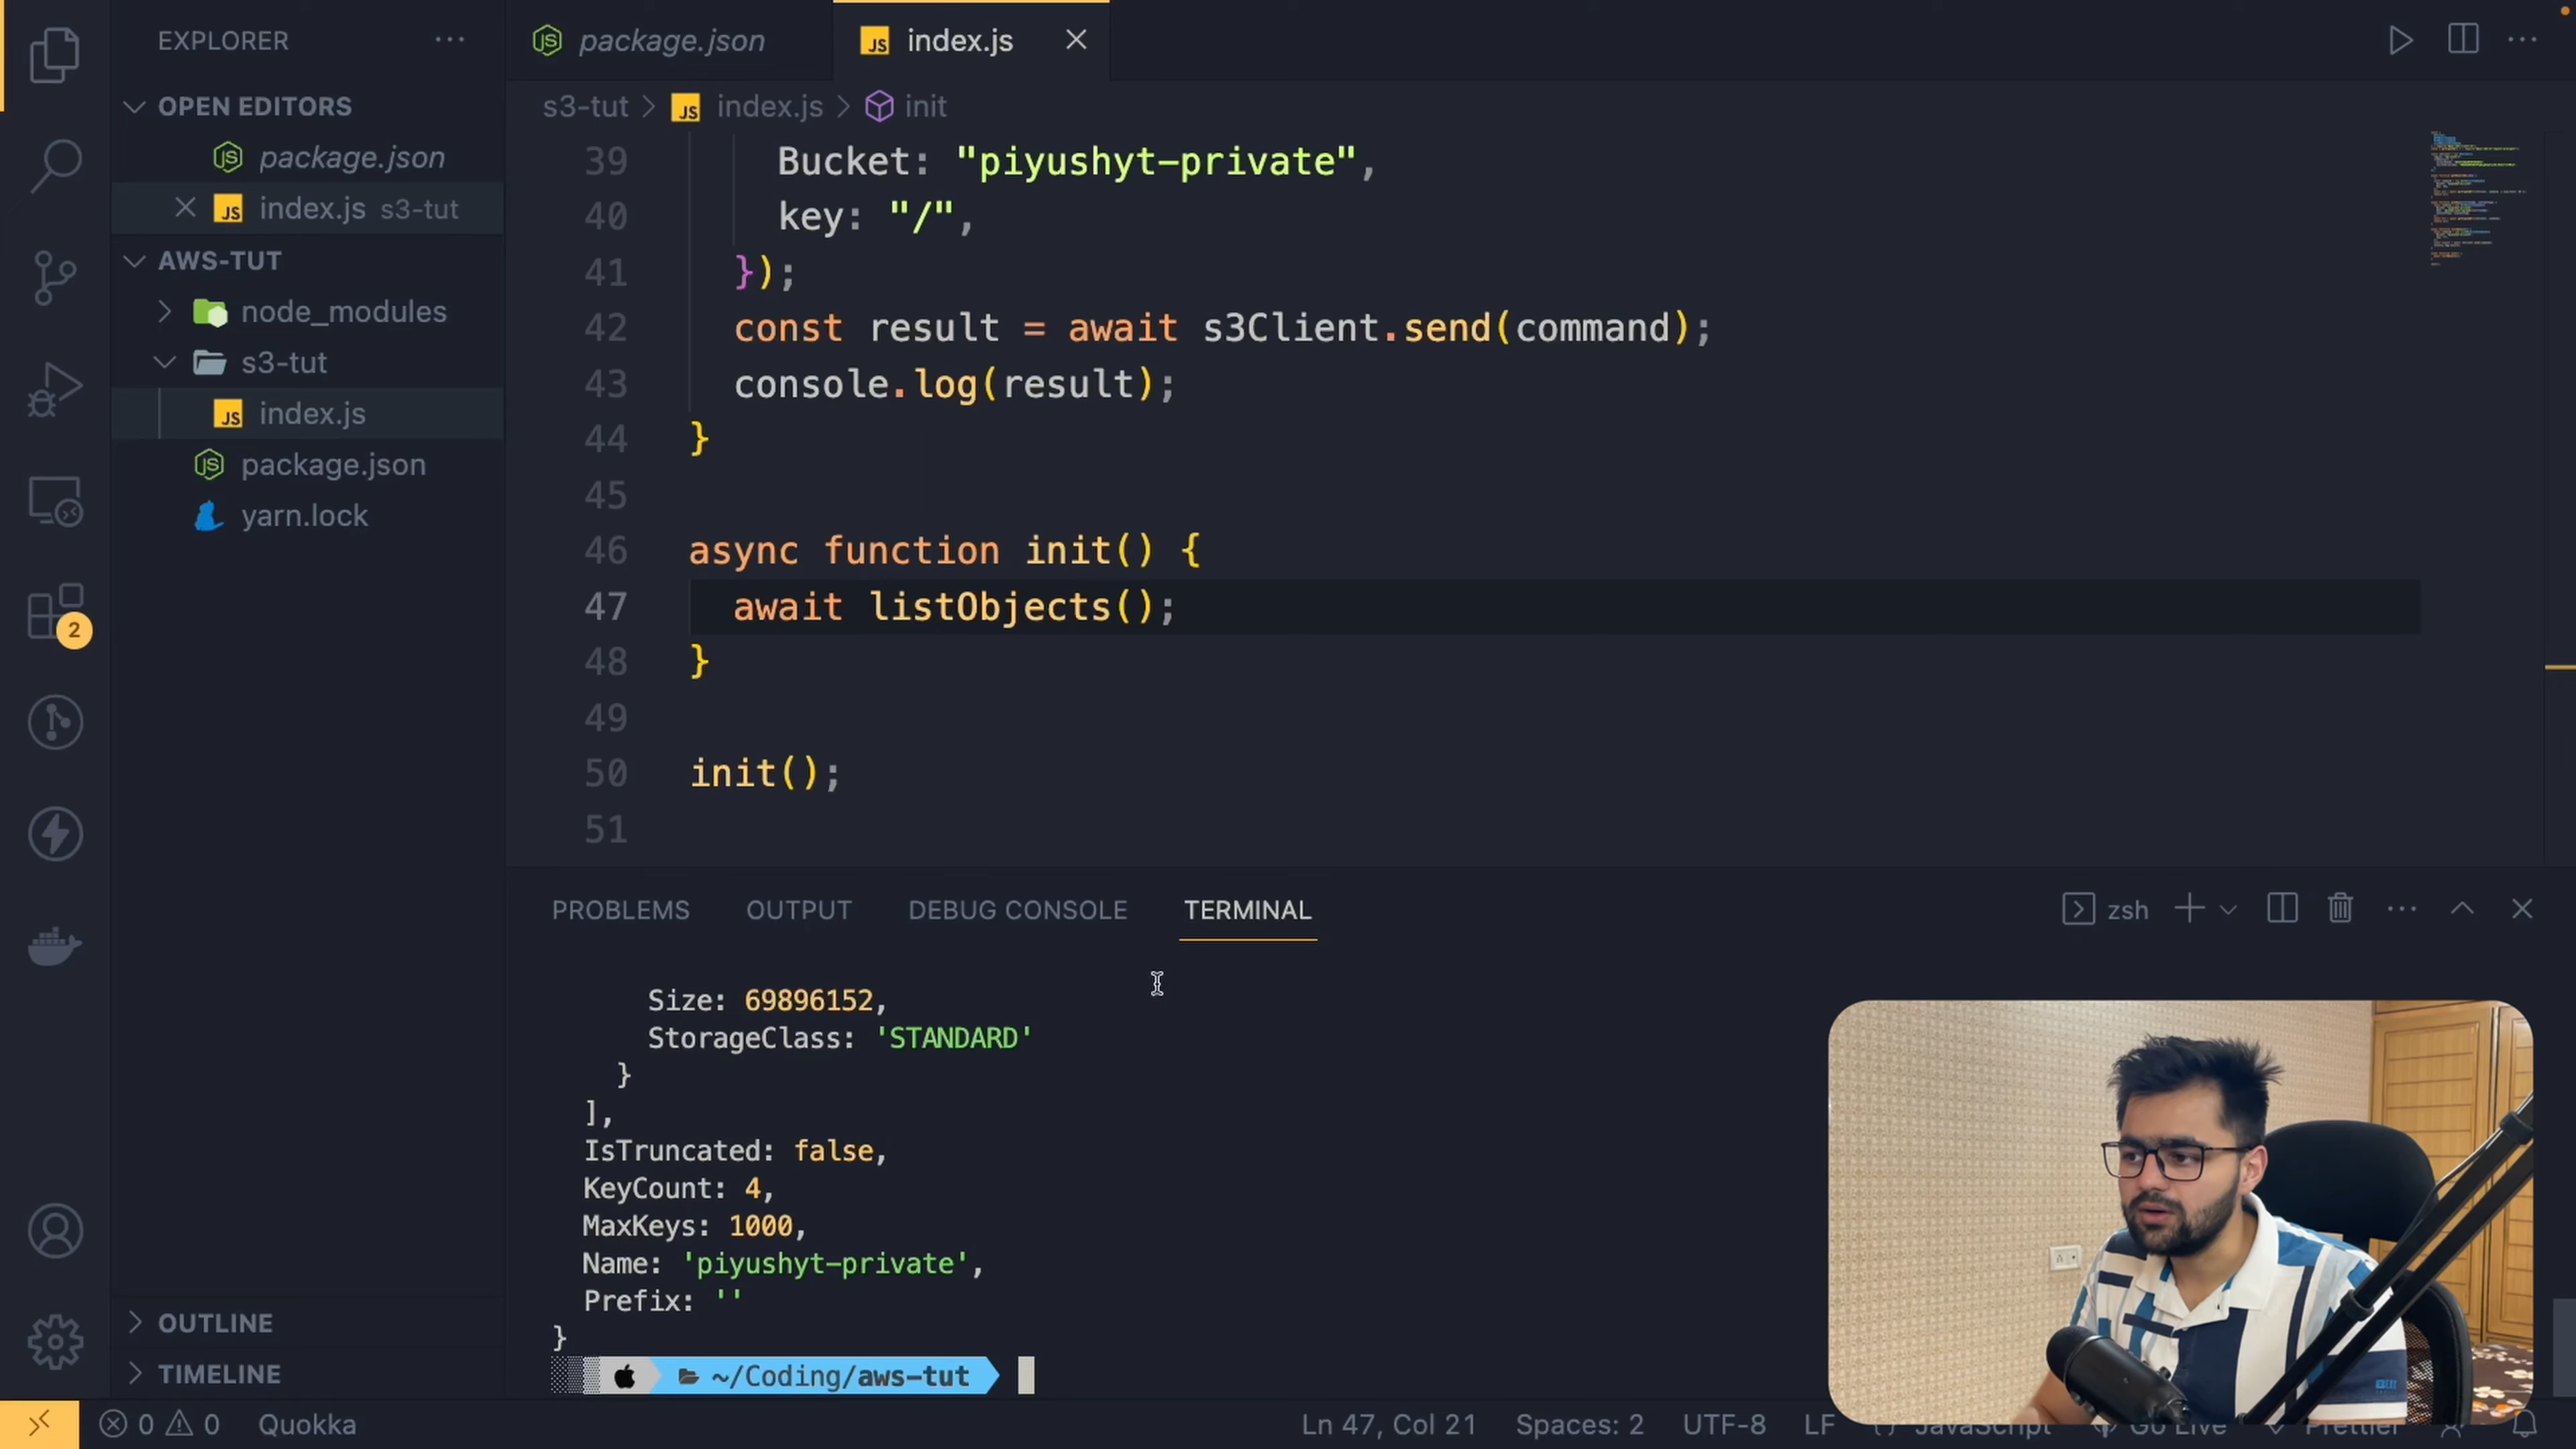 EXPLORER
OPEN EDITORS
package.json
index.js s3-tut
AWS-TUT
node_modules
s3-tut
index.js
package.json
yarn.lock
OUTLINE
TIMELINE
2
package.json
index.js
s3-tut > index.js > init
39 Bucket: "piyushyt-private",
40 key: "/",
41 });
42 const result = await s3Client.send(command);
43 console.log(result);
44 }
45
46 async function init() {
47 await listObjects();
48 }
49
50 init();
51
PROBLEMS OUTPUT DEBUG CONSOLE TERMINAL
zsh
Size: 69896152,
StorageClass: 'STANDARD'
}
],
IsTruncated: false,
KeyCount: 4,
MaxKeys: 1000,
Name: 'piyushyt-private',
Prefix: ''
}
~/Coding/aws-tut
0 0 Quokka Ln 47, Col 21 Spaces: 2 UTF-8 LF JavaScript Go Live Prettier